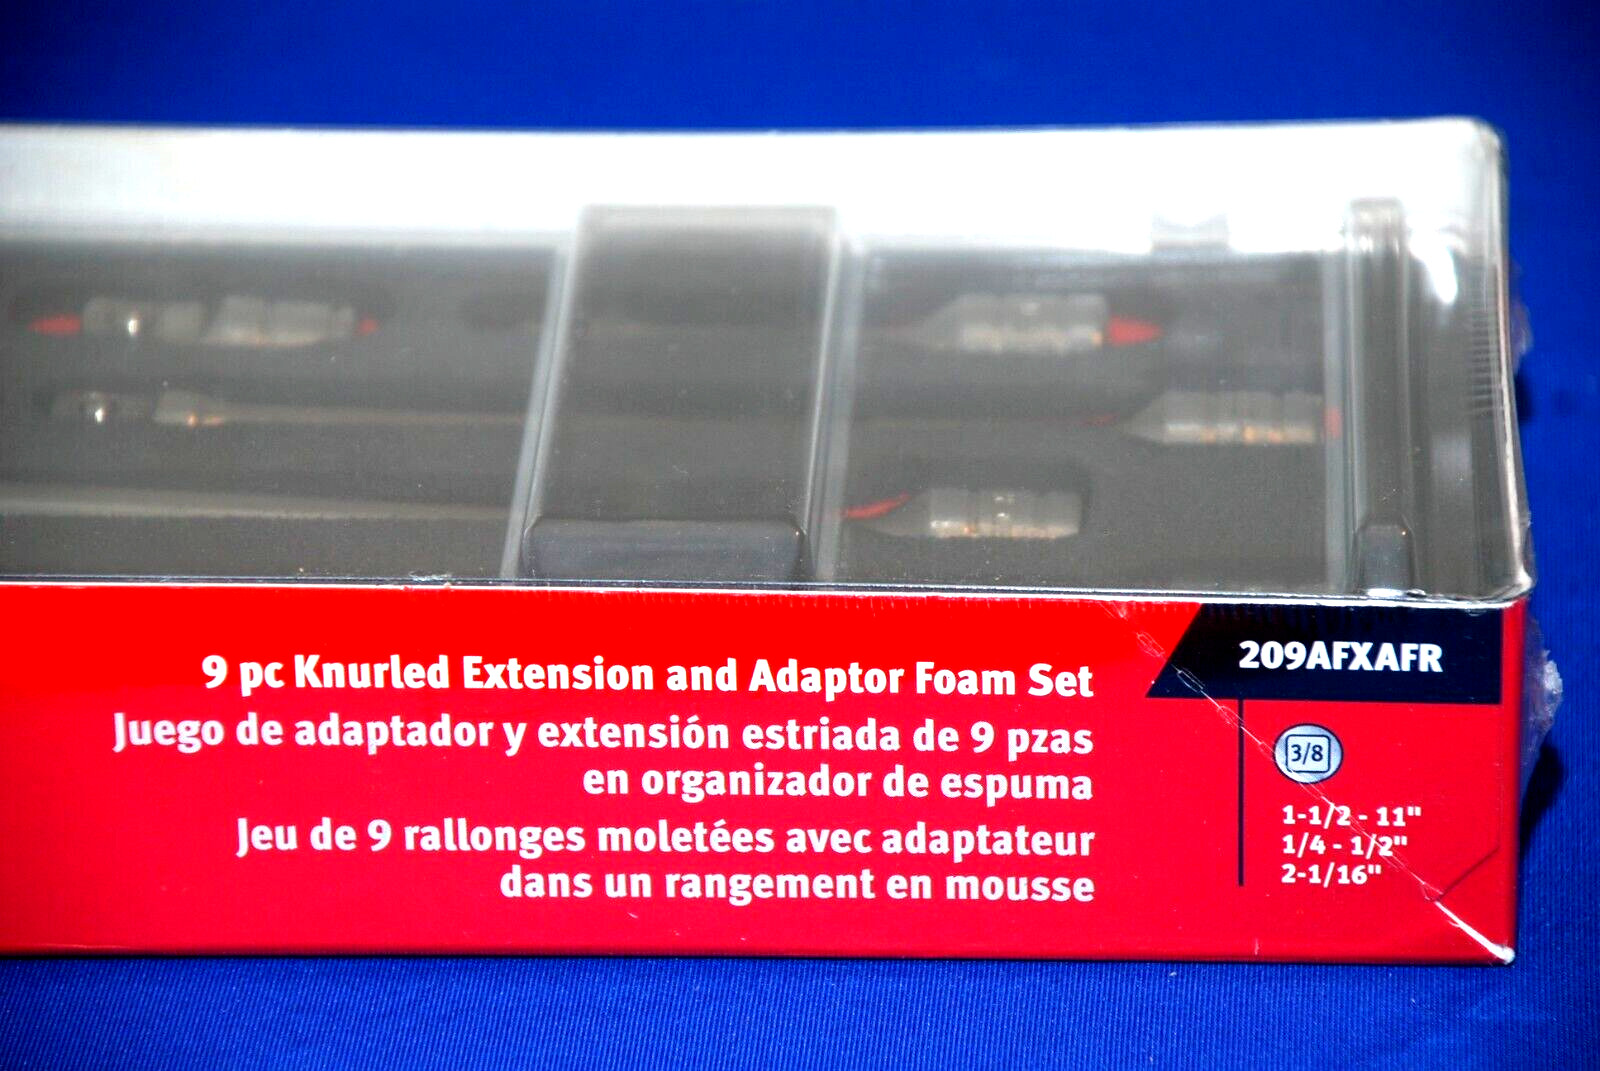 9 pc Knurled Extension and Adaptor Foam Set
Juego de adaptador y extensión estriada de 9 pzas
en organizador de espuma
Jeu de 9 rallonges moletées avec adaptateur
dans un rangement en mousse
209AFXAFR
3/8
1-1/2 - 11"
1/4 - 1/2"
2-1/16"